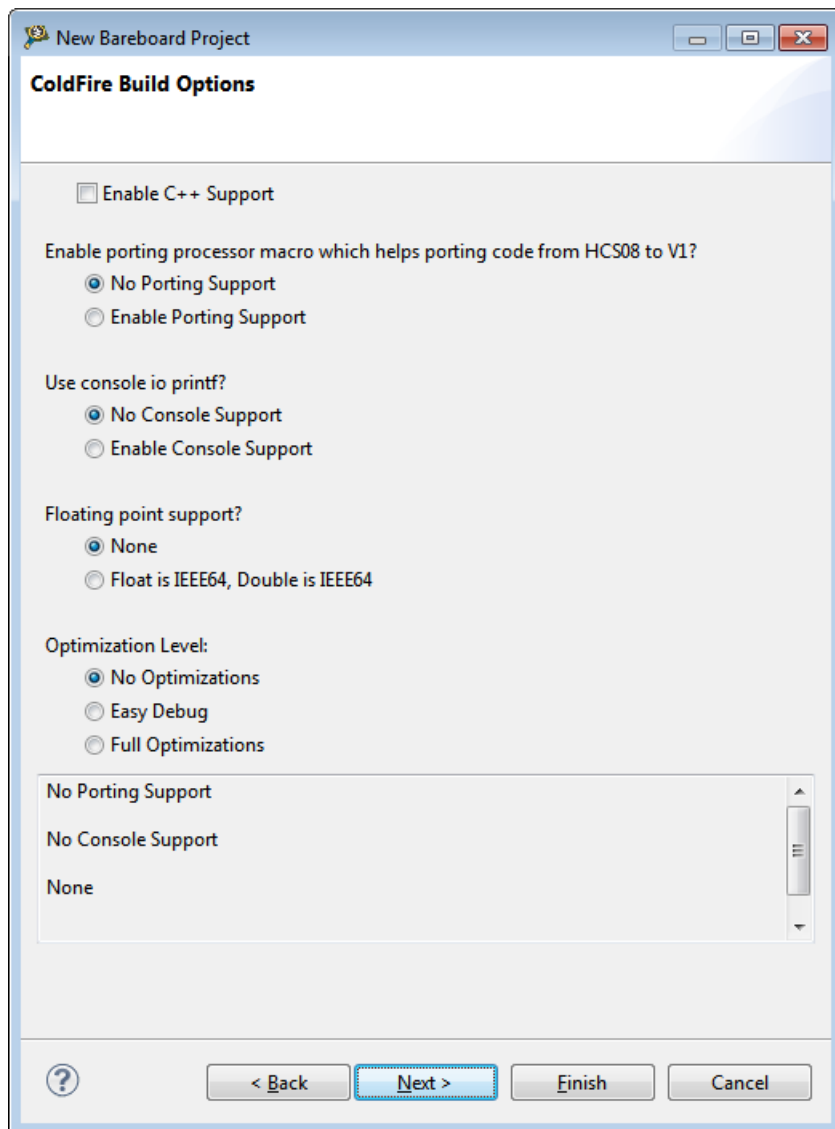 New Bareboard Project
ColdFire Build Options
Enable C++ Support
Enable porting processor macro which helps porting code from HCS08 to V1?
No Porting Support
Enable Porting Support
Use console io printf?
No Console Support
Enable Console Support
Floating point support?
None
Float is IEEE64, Double is IEEE64
Optimization Level:
No Optimizations
Easy Debug
Full Optimizations
No Porting Support
No Console Support
None
?
< Back
Next >
Finish
Cancel